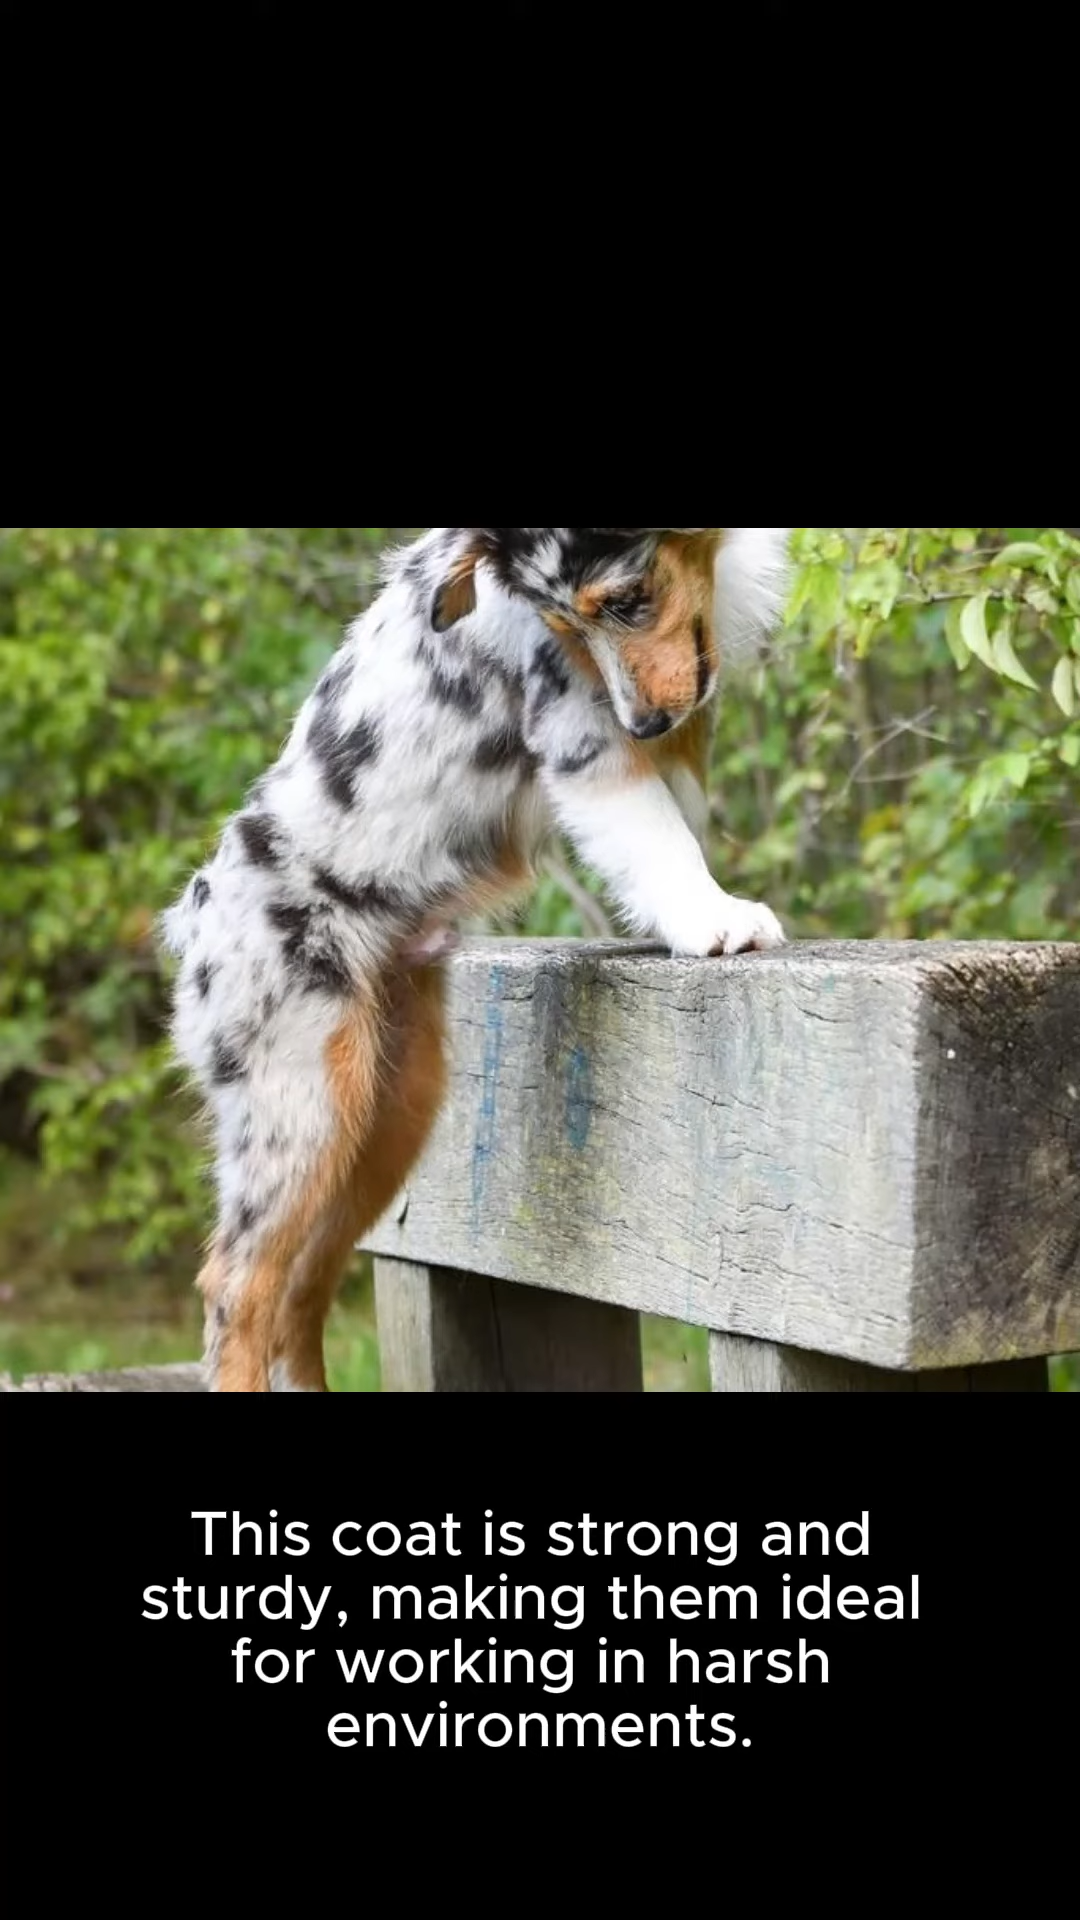 This coat is strong and
sturdy, making them ideal
for working in harsh
environments.